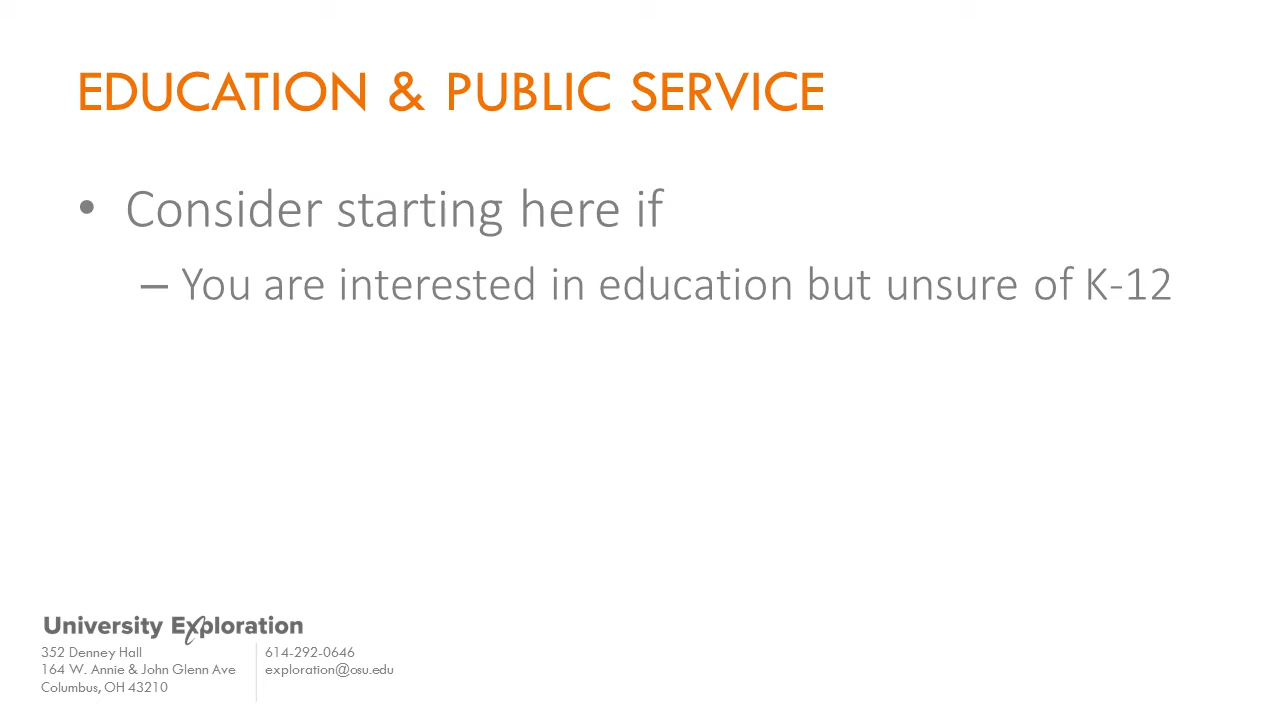 EDUCATION & PUBLIC SERVICE
• Consider starting here if
– You are interested in education but unsure of K-12
University Exploration
352 Denney Hall
164 W. Annie & John Glenn Ave
Columbus, OH 43210
614-292-0646
exploration@osu.edu